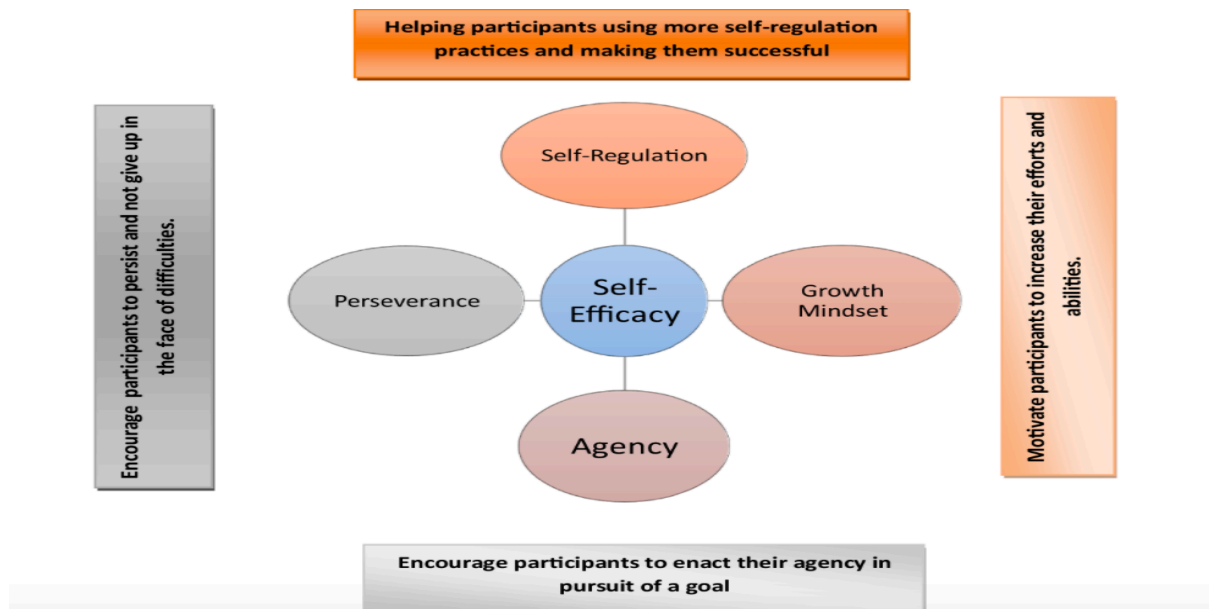 Helping participants using more self-regulation
practices and making them successful
Encourage participants to persist and not give up in
the face of difficulties.
Self-Regulation
Perseverance
Self-
Efficacy
Growth
Mindset
Agency
Motivate participants to increase their efforts and
abilities.
Encourage participants to enact their agency in
pursuit of a goal